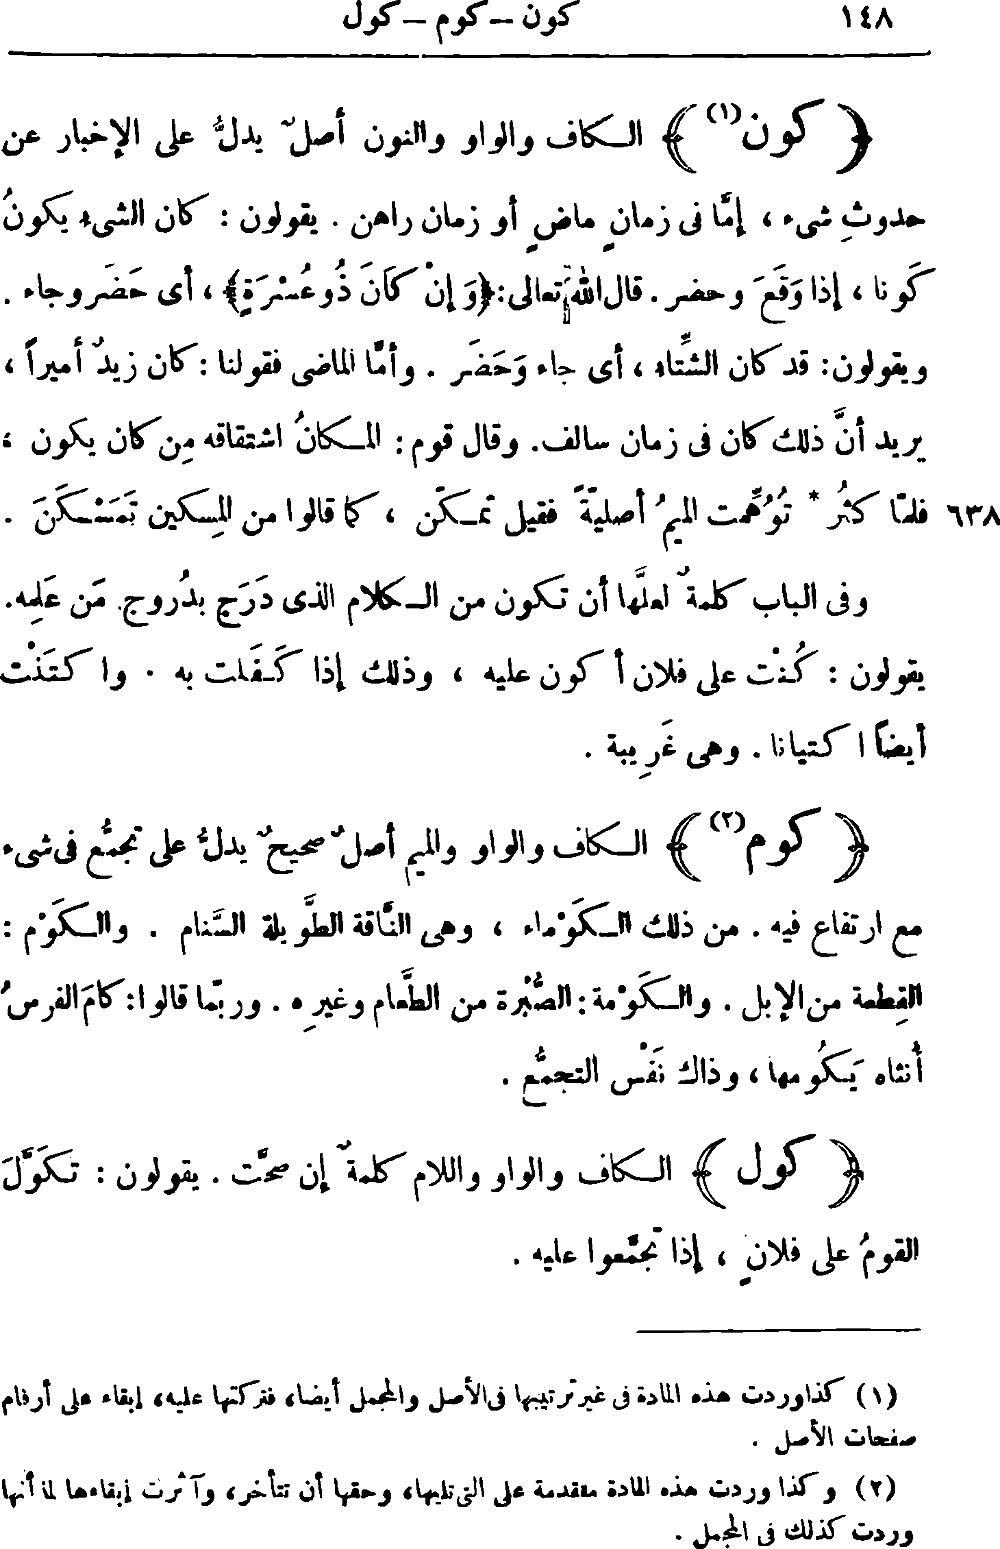 ١٤٨ كون – كوم – كول
﴿ كون(١) ﴾ الكاف والواو والنون أصلٌ يدلُّ على الإخبار عن
حدوثِ شىء ، إمَّا فى زمانٍ ماضٍ أو زمان راهن . يقولون : كان الشىء يكونُ
كَونا ، إذا وَقَعَ وحضر . قال الله تعالى : ﴿وَإِنْ كَانَ ذُو عُسْرَةٍ﴾ ، أى حَضَر وجاء .
ويقولون : قد كان الشِّتاء ، أى جاء وَحَضَر . وأمَّا الماضى فقولنا : كان زيدٌ أميراً ،
يريد أنَّ ذلك كان فى زمان سالف . وقال قوم : المكانُ اشتقاقه مِن كان يكون ،
فلمّا كثُر * تُوُهِّمت الميمُ أصليّةً فقيل تمكّن ، كما قالوا من المِسكين تَمَسْكَنَ . ٦٣٨
وفى الباب كلمةٌ لعلَّها أن تكون من الكلام الذى دَرَج بدُروج مَن عَلِمه .
يقولون : كُنْت على فلان أكون عليه ، وذلك إذا كَفَلت به . واكتَنْت
أيضاً اكتيانا . وهى غَرِيبة .
﴿ كوم(٢) ﴾ الكاف والواو والميم أصلٌ صحيحٌ يدلُّ على تجمُّع فى شىء
مع ارتفاع فيه . من ذلك الكَوْماء ، وهى النَّاقة الطَّويلة السَّنام . والكَوْم :
القِطعة من الإبل . والكَوْمة : الصُّبْرة من الطَّعام وغيرِه . وربّما قالوا : كامَ الفرسُ
أُنثاه يَكُومها ، وذاك نَفْس التجمُّع .
﴿ كول ﴾ الكاف والواو واللام كلمةٌ إن صحَّت . يقولون : تكَوَّلَ
القومُ على فلانٍ ، إذا تجمَّعوا عليه .
(١) كذا وردت هذه المادة فى غير ترتيبها فى الأصل والمجمل أيضا ، فتركتها عليه ، إبقاء على أرقام
صفحات الأصل .
(٢) وكذا وردت هذه المادة مقدمة على التى تليها ، وحقها أن تتأخر ، وآثرت إبقاءها لما أنها
وردت كذلك فى المجمل .